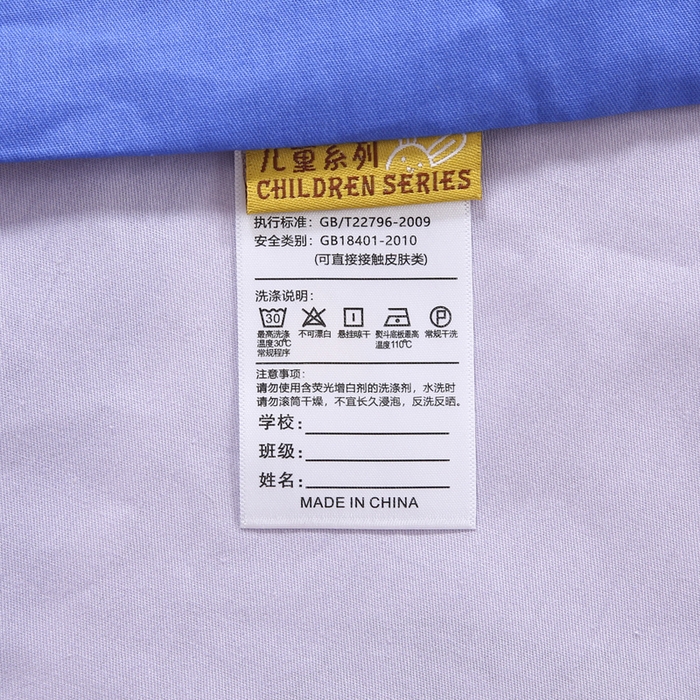 儿童系列
CHILDREN SERIES
执行标准：GB/T22796-2009
安全类别：GB18401-2010
(可直接接触皮肤类)
洗涤说明：
30 P
最高洗涤 不可漂白 悬挂晾干 熨斗底板最高 常规干洗
温度30℃ 温度110℃
常规程序
注意事项：
请勿使用含荧光增白剂的洗涤剂，水洗时
请勿滚筒干燥，不宜长久浸泡，反洗反晒。
学校：
班级：
姓名：
MADE IN CHINA